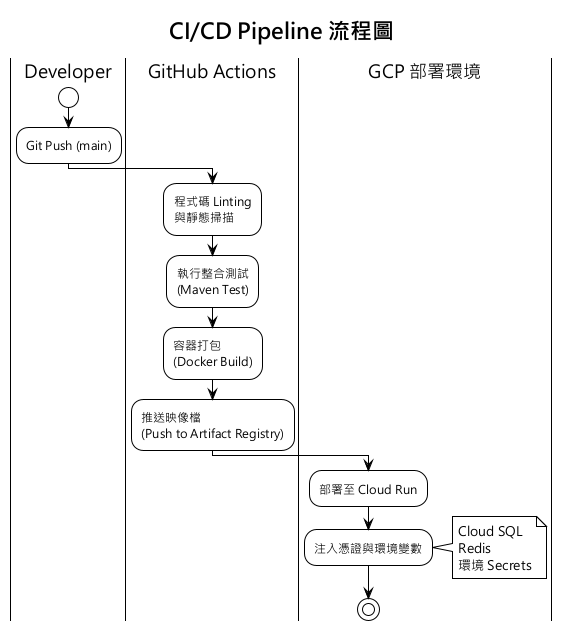 CI/CD Pipeline 流程圖
Developer
GitHub Actions
GCP 部署環境
Git Push (main)
程式碼 Linting
與靜態掃描
執行整合測試
(Maven Test)
容器打包
(Docker Build)
推送映像檔
(Push to Artifact Registry)
部署至 Cloud Run
注入憑證與環境變數
Cloud SQL
Redis
環境 Secrets